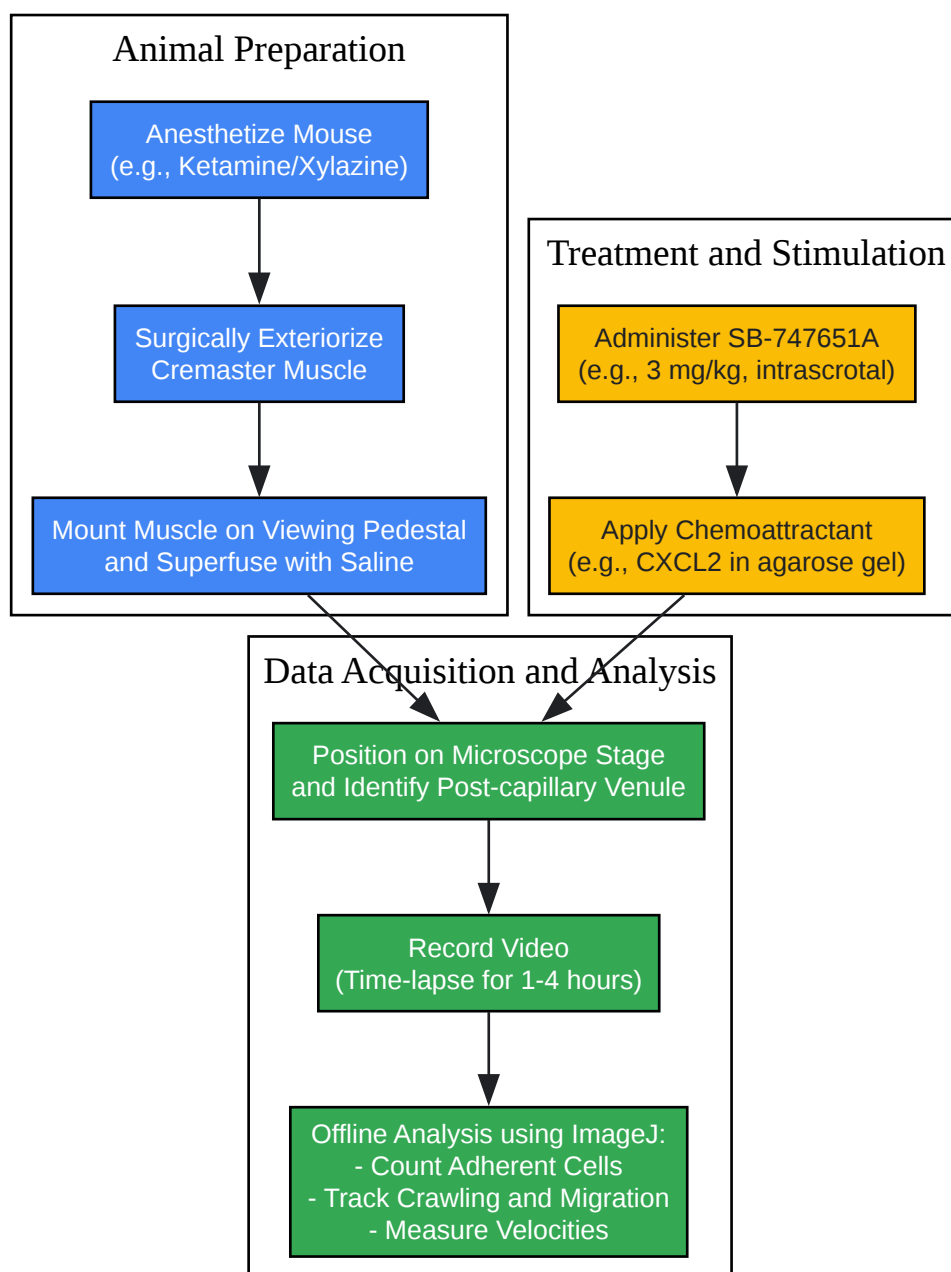 Animal Preparation
Anesthetize Mouse
(e.g., Ketamine/Xylazine)
Surgically Exteriorize
Cremaster Muscle
Mount Muscle on Viewing Pedestal
and Superfuse with Saline
Treatment and Stimulation
Administer SB-747651A
(e.g., 3 mg/kg, intrascrotal)
Apply Chemoattractant
(e.g., CXCL2 in agarose gel)
Data Acquisition and Analysis
Position on Microscope Stage
and Identify Post-capillary Venule
Record Video
(Time-lapse for 1-4 hours)
Offline Analysis using ImageJ:
- Count Adherent Cells
- Track Crawling and Migration
- Measure Velocities